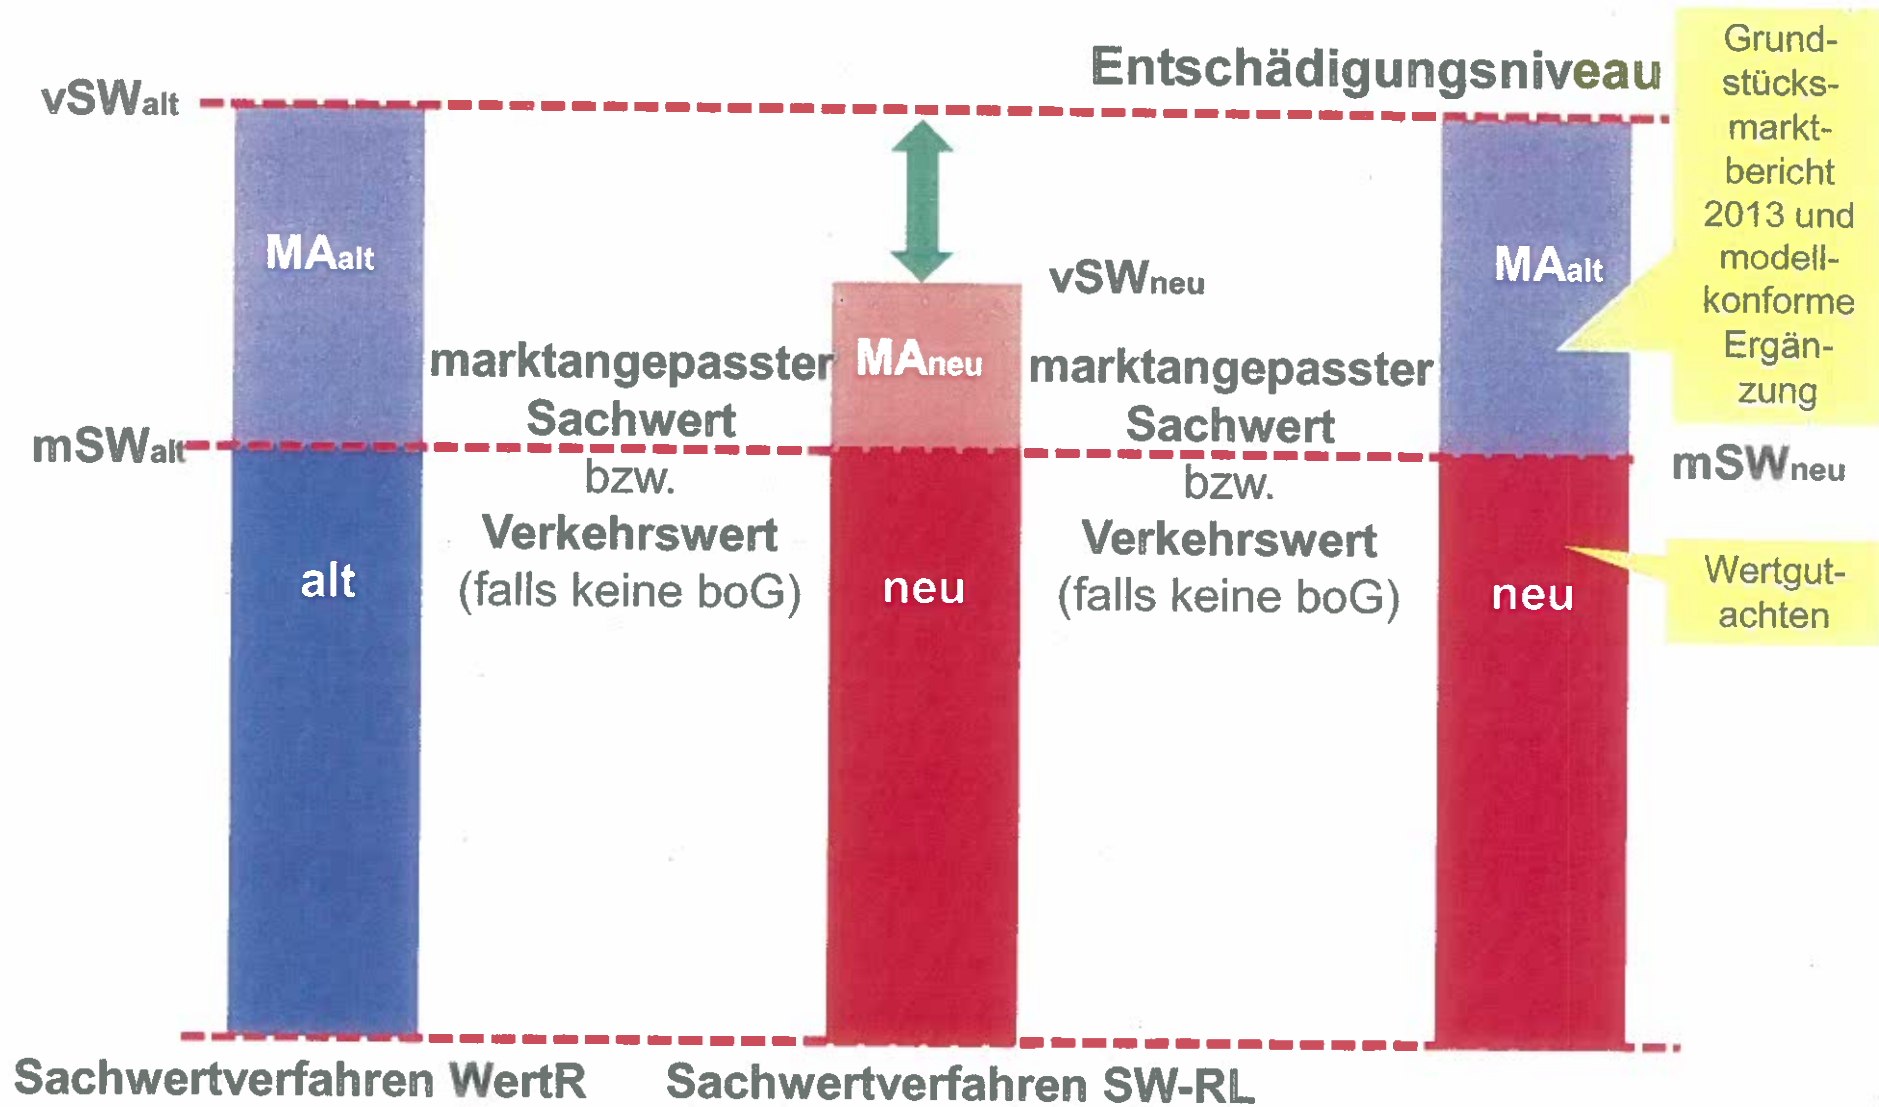 Entschädigungsniveau
vSWalt
MAalt
mSWalt
alt
marktangepasster
Sachwert
bzw.
Verkehrswert
(falls keine boG)
MAneu
neu
vSWneu
marktangepasster
Sachwert
bzw.
Verkehrswert
(falls keine boG)
MAalt
neu
mSWneu
Grund-
stücks-
markt-
bericht
2013 und
modell-
konforme
Ergän-
zung
Wertgut-
achten
Sachwertverfahren WertR
Sachwertverfahren SW-RL